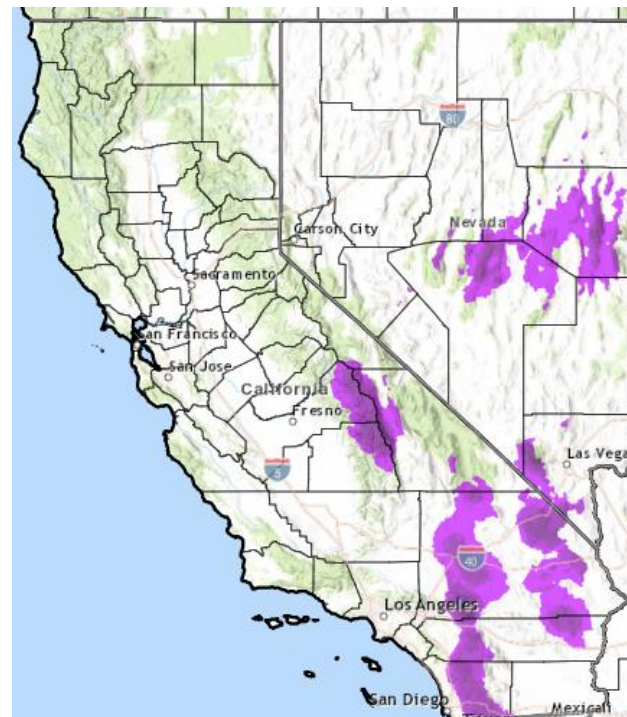 80
Nevada
Carson City
Sacramento
San Francisco
San Jose
California
Fresno
5
Las Vega
40
Los Angeles
San Diego
Mexicali